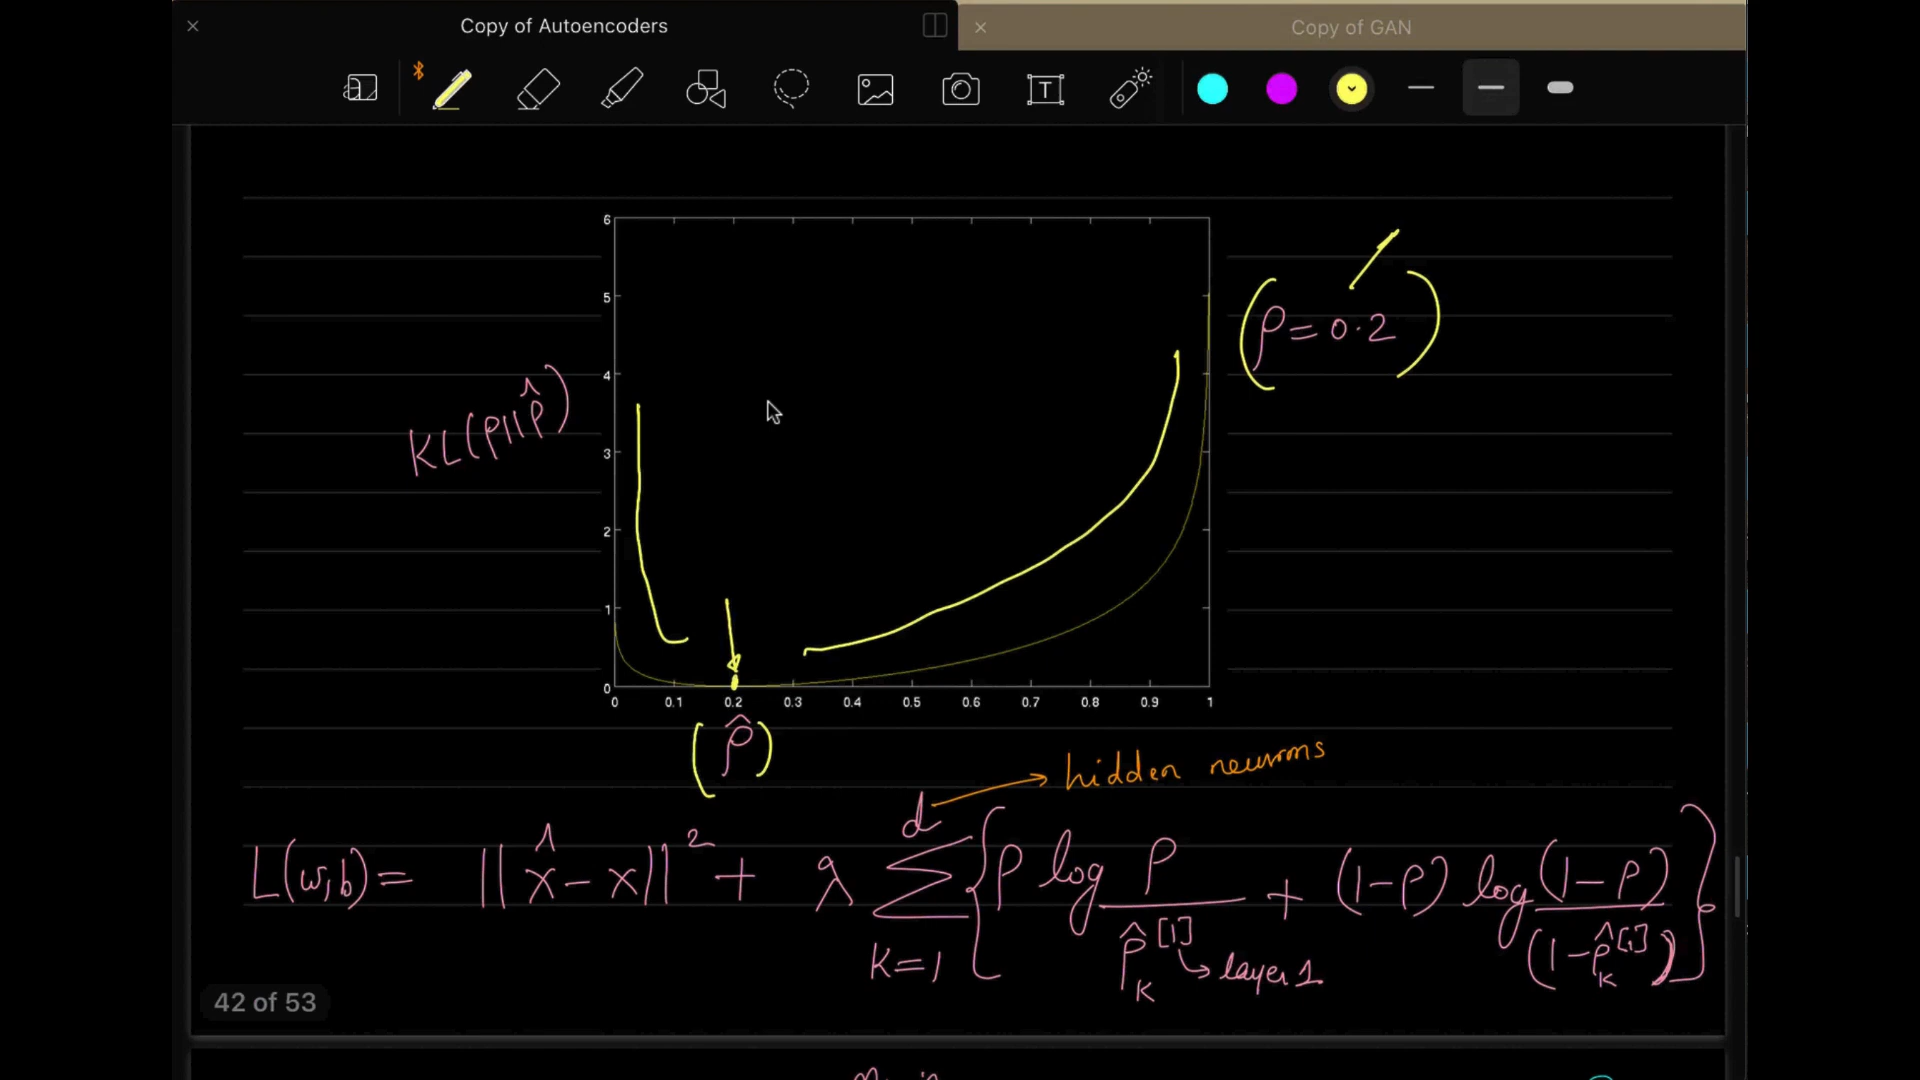 Copy of Autoencoders
Copy of GAN
T
6
5
4
3
2
1
0
0 0.1 0.2 0.3 0.4 0.5 0.6 0.7 0.8 0.9 1
(ρ = 0.2)
KL(ρ||ρ̂)
(ρ̂)
d → hidden neurons
L(w,b) = ||x̂ - x||² + λ Σ {ρ log ρ / ρ̂_K^[1] + (1-ρ) log (1-ρ) / (1-ρ̂_K^[1])}
K=1
↳ layer 1
42 of 53